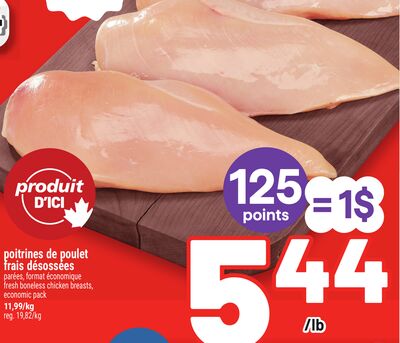 produit
D'ICI
125
points
=1$
poitrines de poulet
frais désossées
parées, format économique
fresh boneless chicken breasts,
economic pack
11,99/kg
reg. 19,82/kg
5 44
/lb